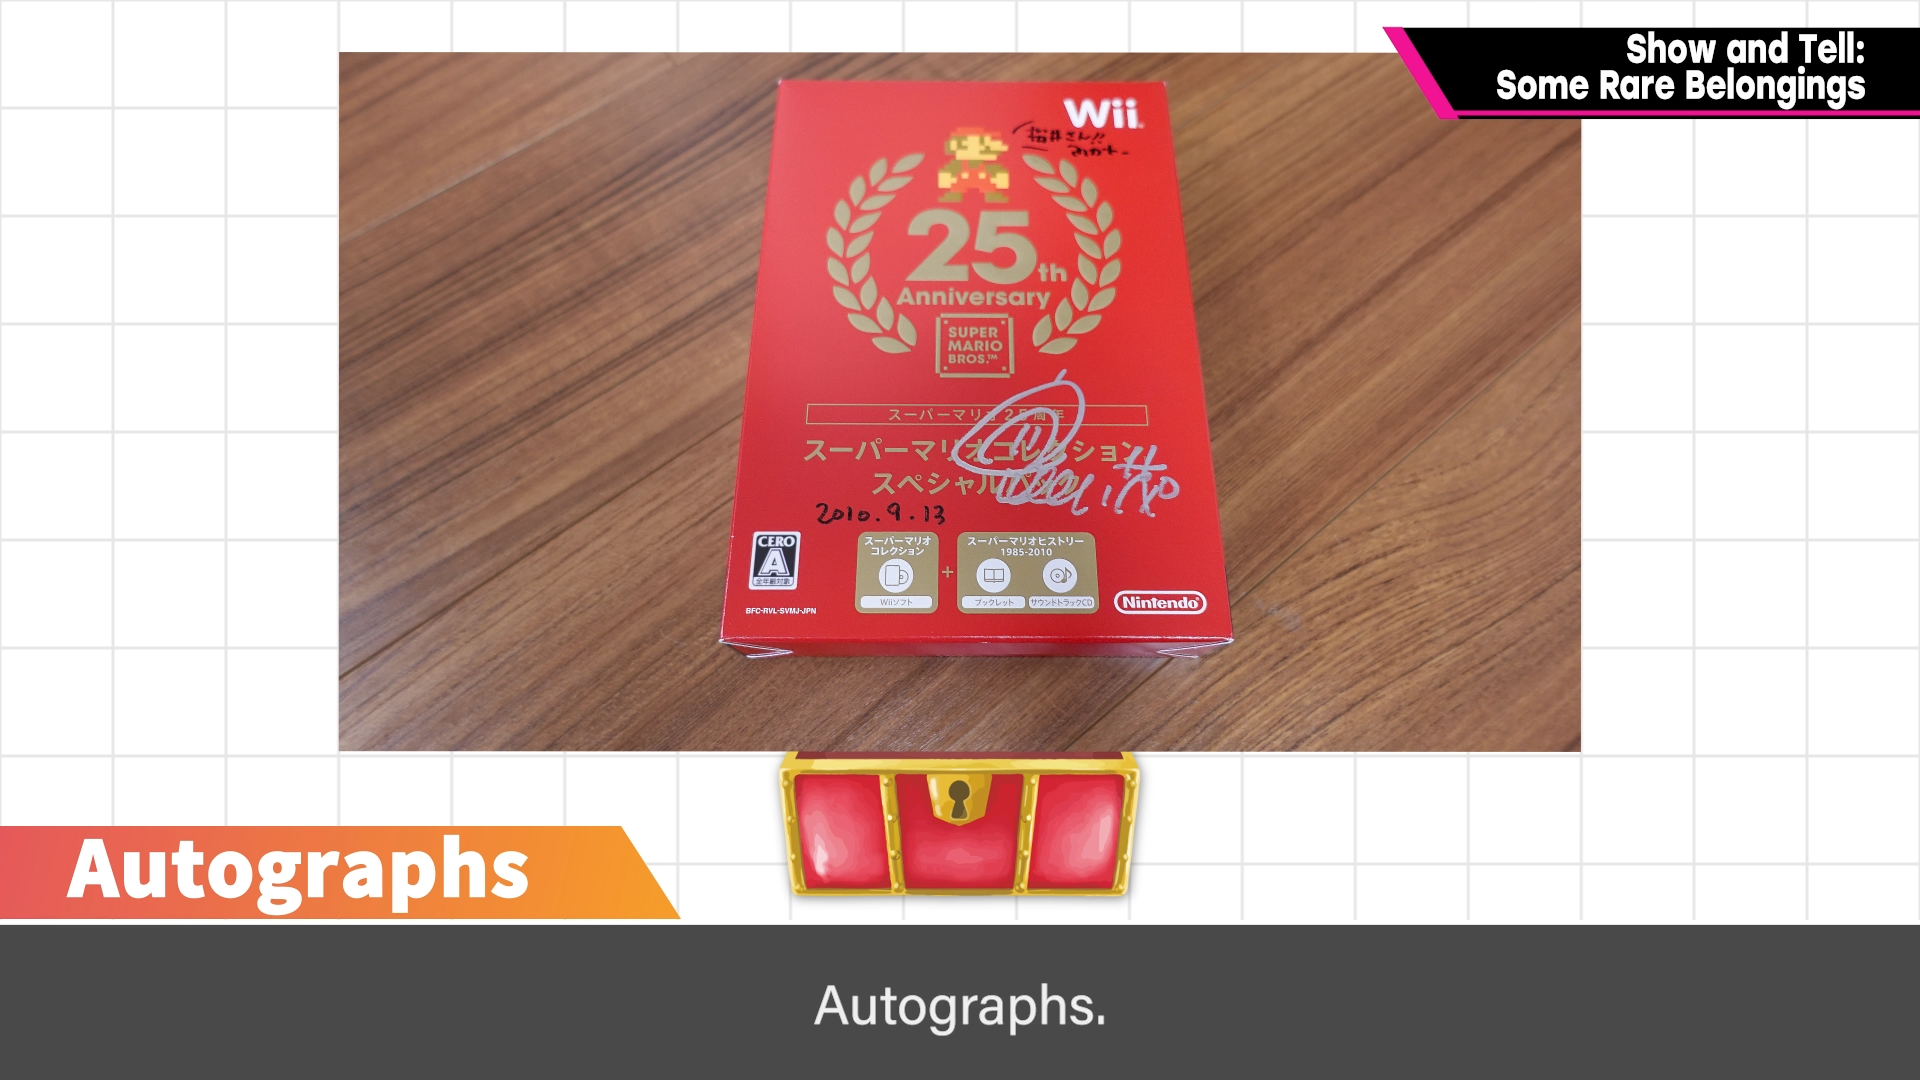 Show and Tell:
Some Rare Belongings
Wii
25th
Anniversary
SUPER
MARIO
BROS.™
スーパーマリオ25周年
スーパーマリオコレクション
スペシャルパック
2010.9.13
CERO
A
全年齢対象
スーパーマリオ
コレクション
Wiiソフト
+
スーパーマリオヒストリー
1985-2010
ブックレット
サウンドトラックCD
BFC-RVL-SVMJ-JPN
Nintendo
Autographs
Autographs.